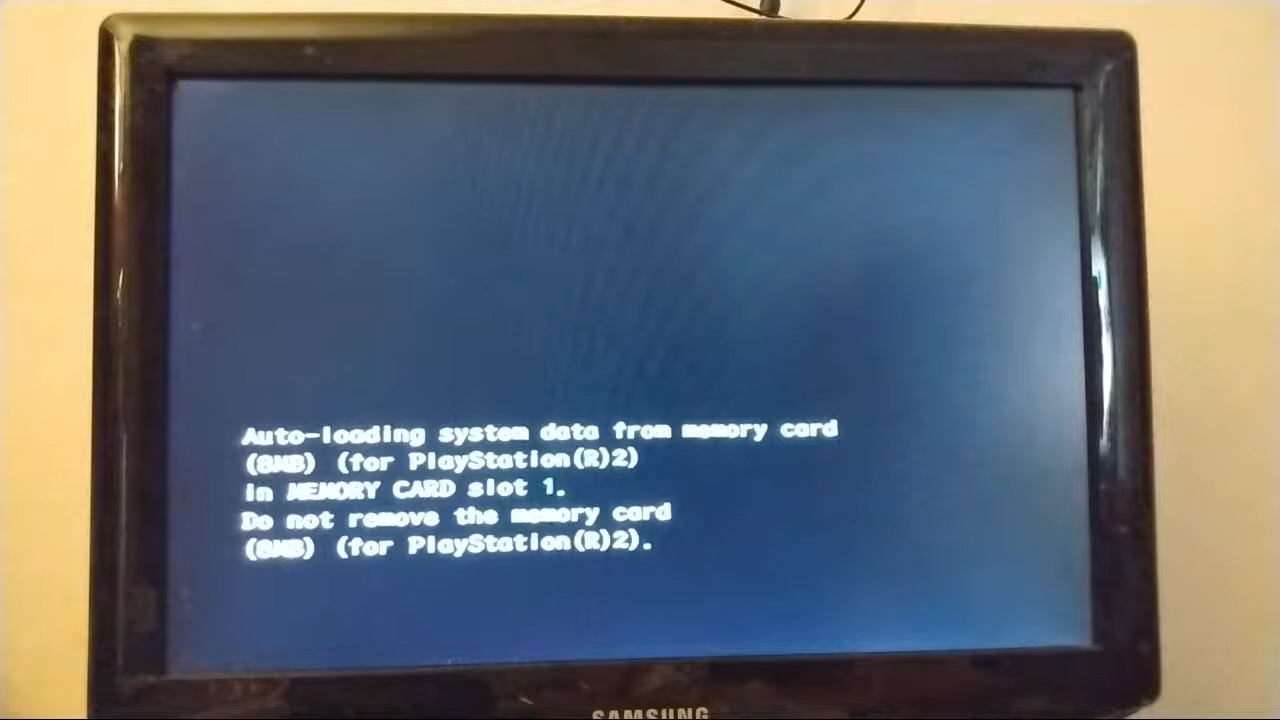 Auto-loading system data from memory card
(8MB) (for PlayStation(R)2)
in MEMORY CARD slot 1.
Do not remove the memory card
(8MB) (for PlayStation(R)2).
SAMSUNG